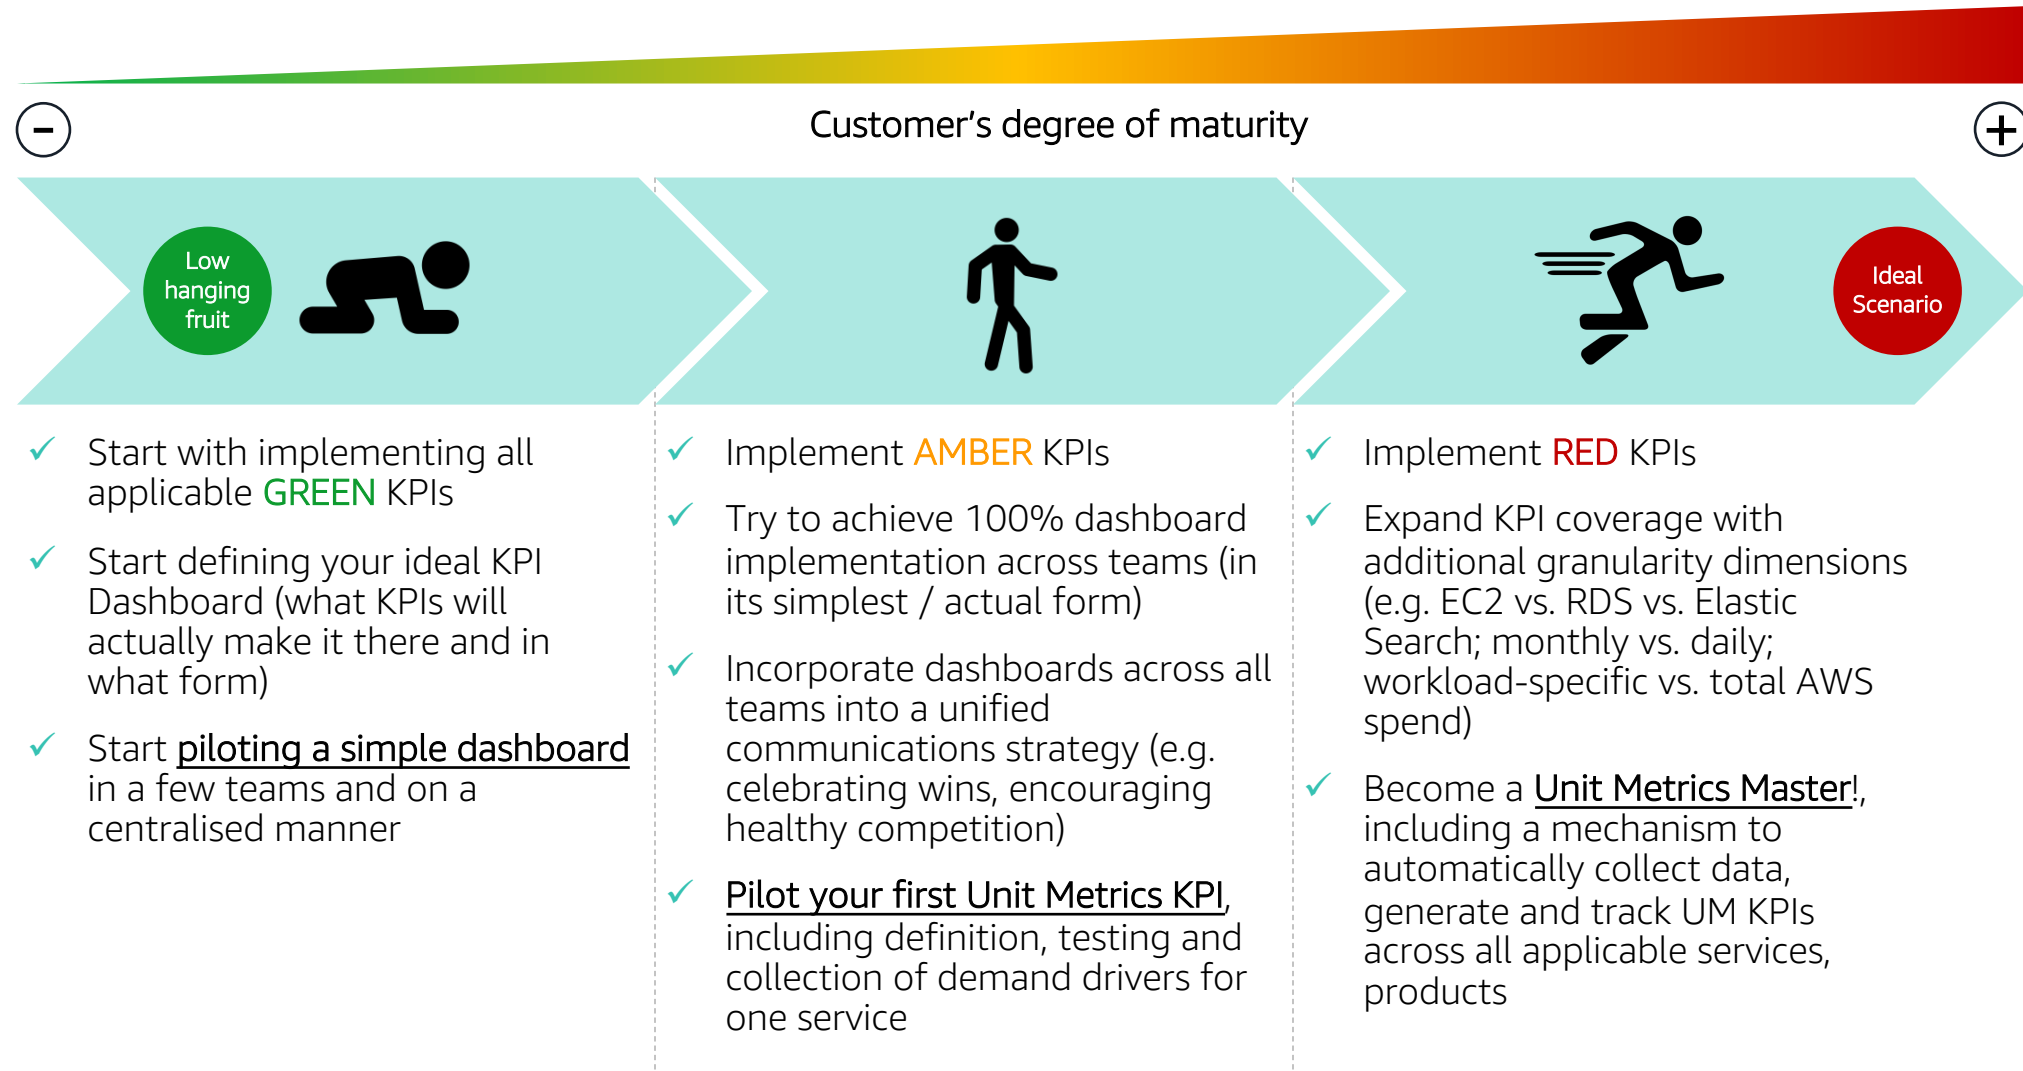 Customer's degree of maturity
Low
hanging
fruit
Ideal
Scenario
Start with implementing all
applicable GREEN KPIs
Start defining your ideal KPI
Dashboard (what KPIs will
actually make it there and in
what form)
Start piloting a simple dashboard
in a few teams and on a
centralised manner
Implement AMBER KPIs
Try to achieve 100% dashboard
implementation across teams (in
its simplest / actual form)
Incorporate dashboards across all
teams into a unified
communications strategy (e.g.
celebrating wins, encouraging
healthy competition)
Pilot your first Unit Metrics KPI,
including definition, testing and
collection of demand drivers for
one service
Implement RED KPIs
Expand KPI coverage with
additional granularity dimensions
(e.g. EC2 vs. RDS vs. Elastic
Search; monthly vs. daily;
workload-specific vs. total AWS
spend)
Become a Unit Metrics Master!,
including a mechanism to
automatically collect data,
generate and track UM KPIs
across all applicable services,
products